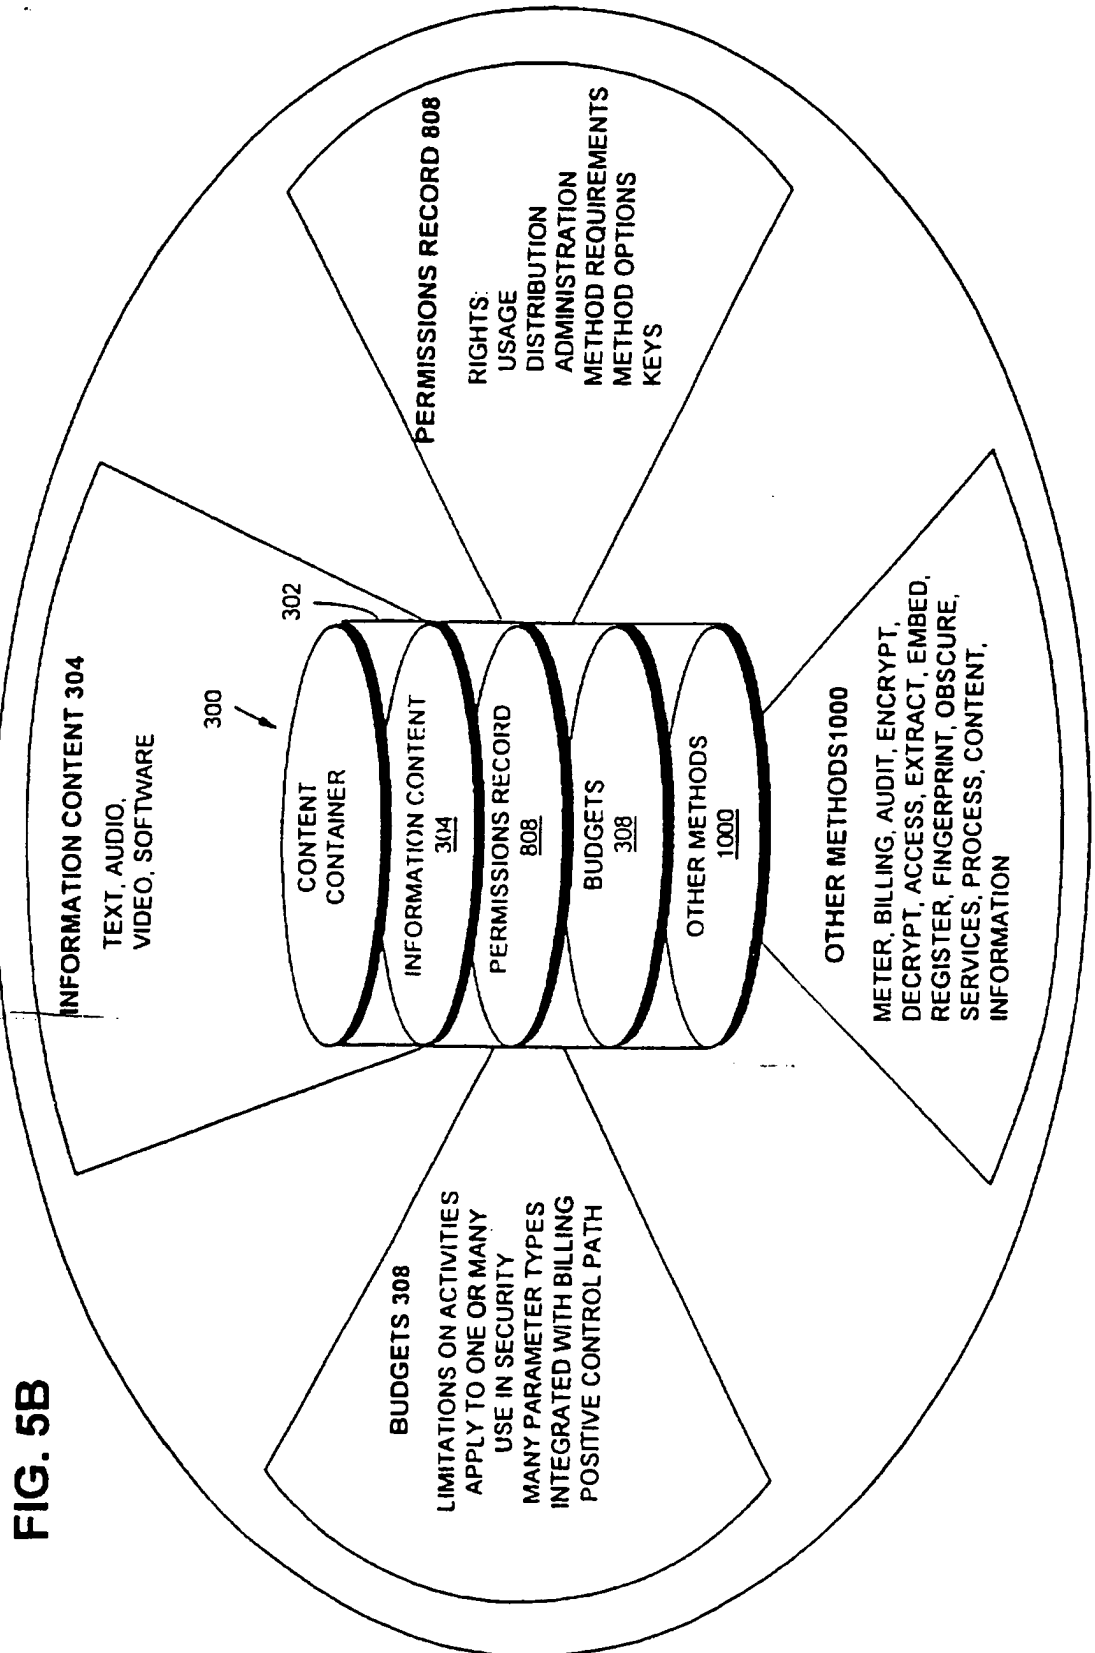 FIG. 5B
INFORMATION CONTENT 304
TEXT, AUDIO,
VIDEO, SOFTWARE
300
302
CONTENT
CONTAINER
INFORMATION CONTENT
304
PERMISSIONS RECORD
808
BUDGETS
308
OTHER METHODS
1000
BUDGETS 308
LIMITATIONS ON ACTIVITIES
APPLY TO ONE OR MANY
USE IN SECURITY
MANY PARAMETER TYPES
INTEGRATED WITH BILLING
POSITIVE CONTROL PATH
PERMISSIONS RECORD 808
RIGHTS:
USAGE
DISTRIBUTION
ADMINISTRATION
METHOD REQUIREMENTS
METHOD OPTIONS
KEYS
OTHER METHODS1000
METER, BILLING, AUDIT, ENCRYPT,
DECRYPT, ACCESS, EXTRACT, EMBED,
REGISTER, FINGERPRINT, OBSCURE,
SERVICES, PROCESS, CONTENT,
INFORMATION